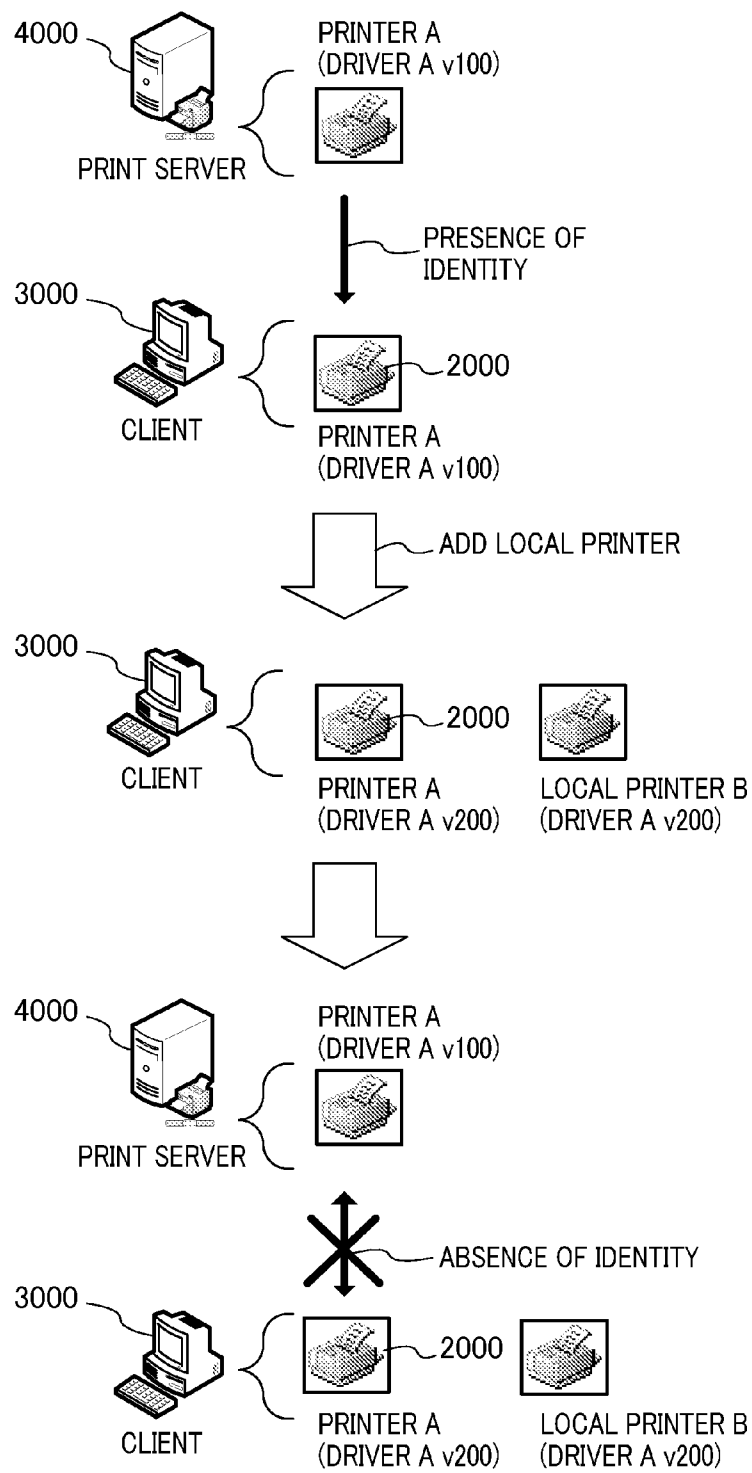 4000
PRINTER A
(DRIVER A v100)
PRINT SERVER
PRESENCE OF
IDENTITY
3000
2000
CLIENT
PRINTER A
(DRIVER A v100)
ADD LOCAL PRINTER
3000
2000
CLIENT
PRINTER A
(DRIVER A v200)
LOCAL PRINTER B
(DRIVER A v200)
4000
PRINTER A
(DRIVER A v100)
PRINT SERVER
ABSENCE OF IDENTITY
3000
2000
CLIENT
PRINTER A
(DRIVER A v200)
LOCAL PRINTER B
(DRIVER A v200)